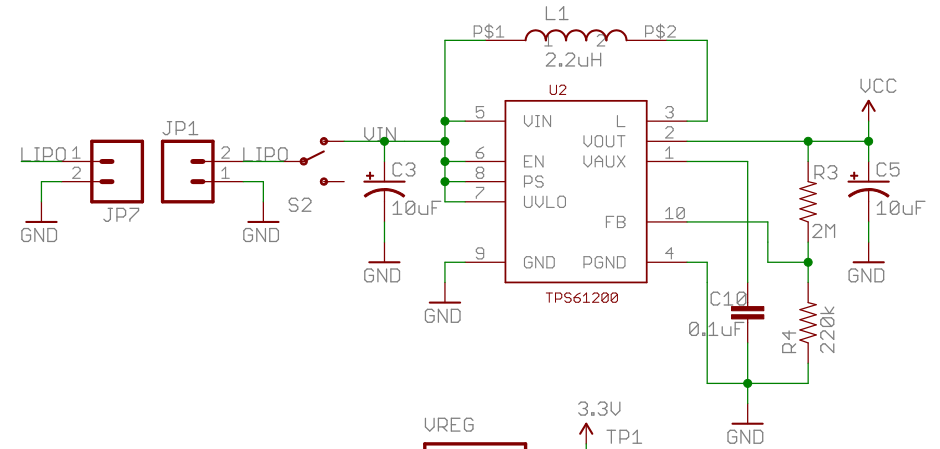 L1
P$1 1 2 P$2
2.2uH
U2
VCC
5 VIN L 3
JP1
VIN
VOUT 2
LIPO 1
2 LIPO
6 EN VAUX 1
2
1
8 PS
C3
R3
C5
JP7
S2
7 UVLO
10uF
10uF
FB 10
2M
GND
GND
9 GND PGND 4
GND
GND
TPS61200
C10
GND
0.1uF
R4
220k
3.3V
VREG
TP1
GND